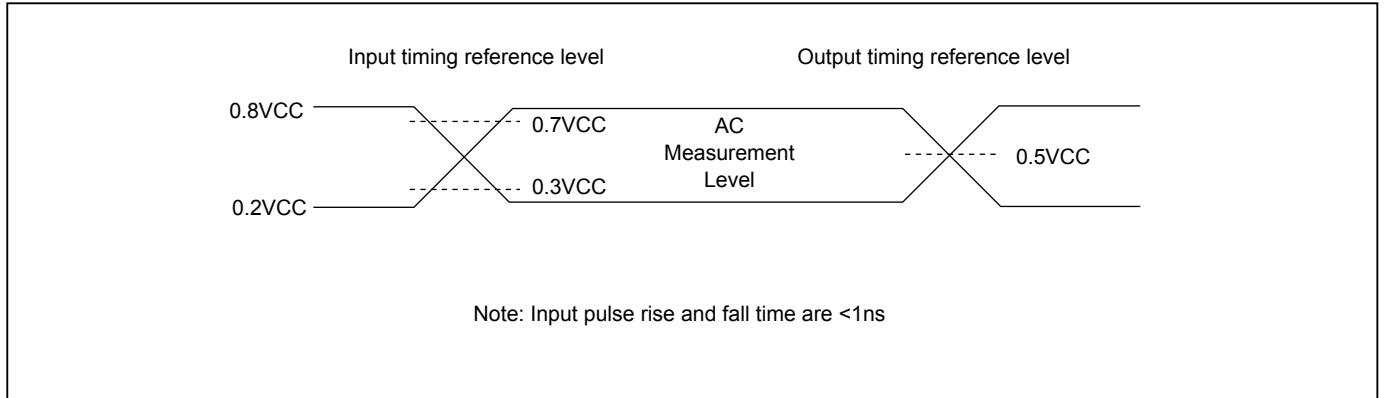 Input timing reference level
Output timing reference level
0.8VCC
0.7VCC
AC
Measurement
Level
0.5VCC
0.3VCC
0.2VCC
Note: Input pulse rise and fall time are <1ns